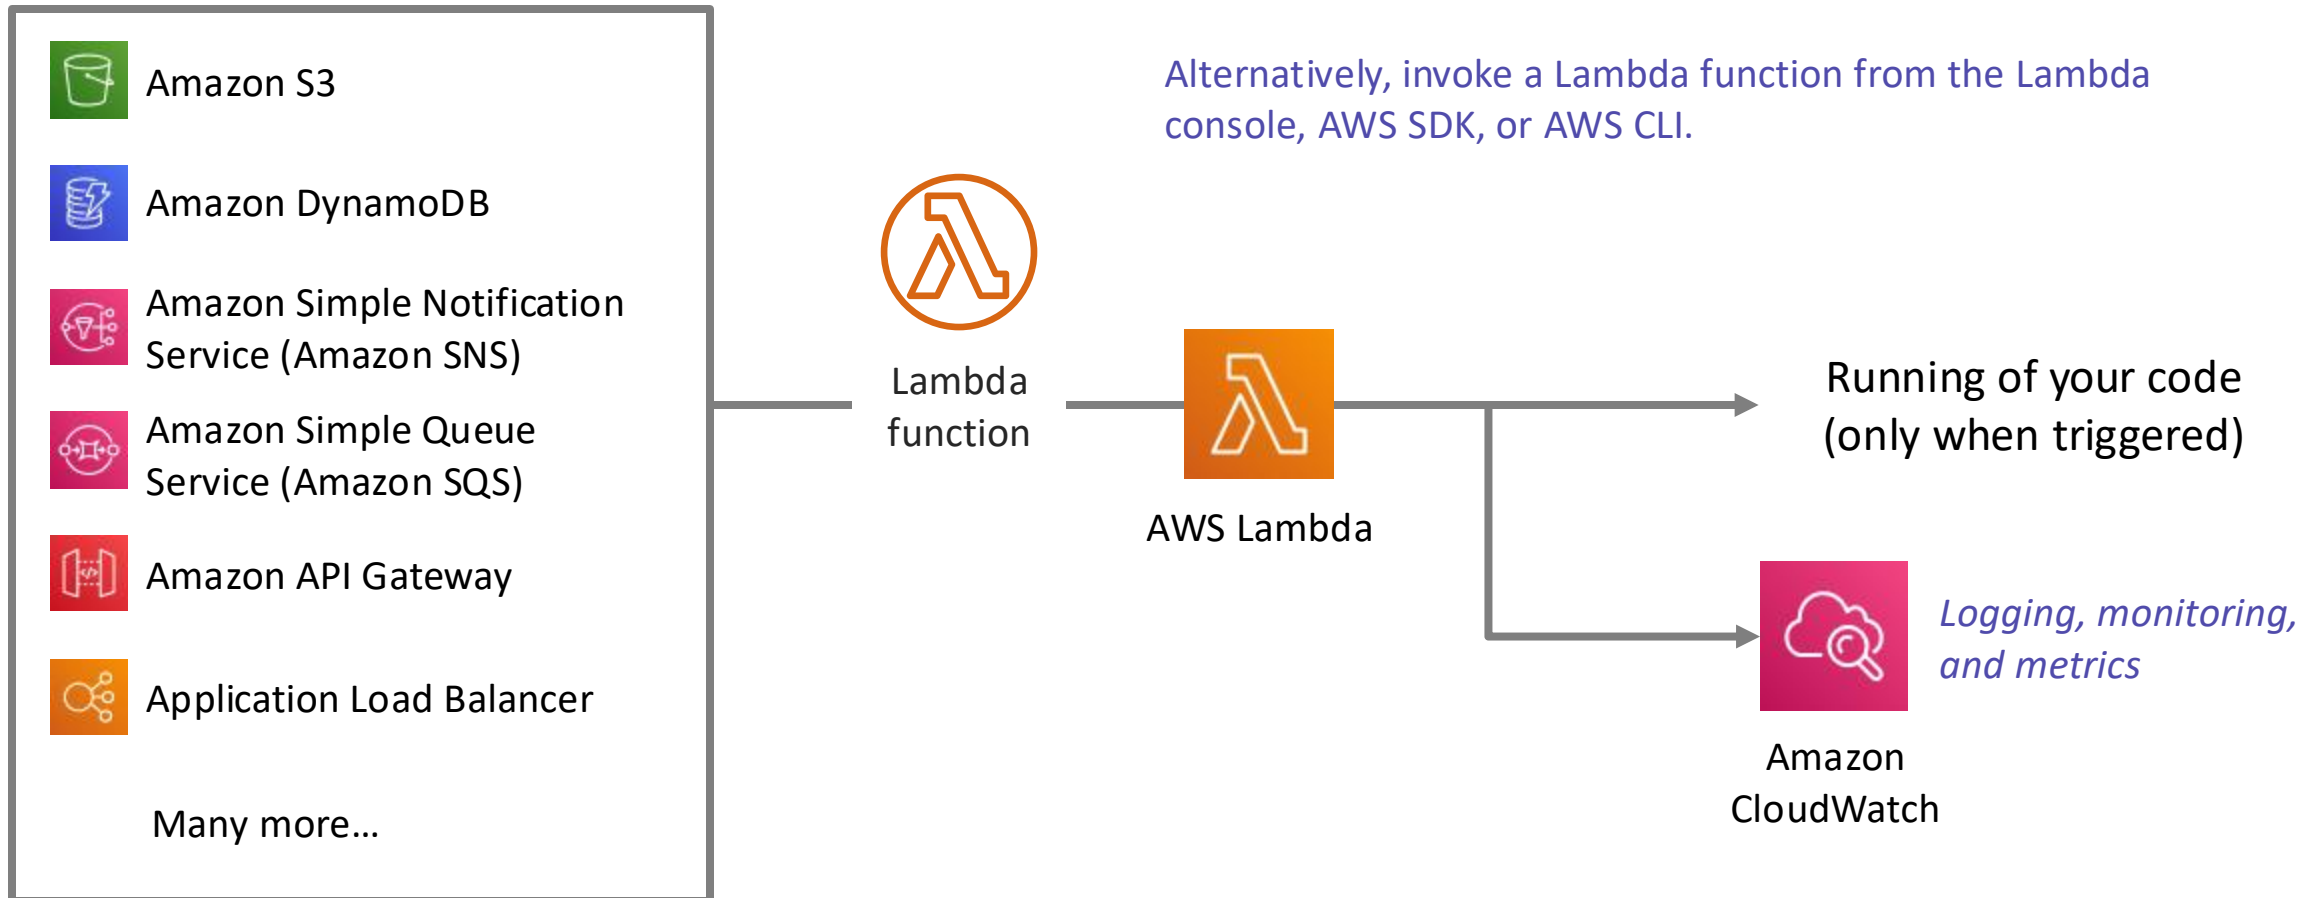 Amazon S3
Amazon DynamoDB
Amazon Simple Notification
Service (Amazon SNS)
Amazon Simple Queue
Service (Amazon SQS)
Amazon API Gateway
Application Load Balancer
Many more…
Lambda
function
Alternatively, invoke a Lambda function from the Lambda
console, AWS SDK, or AWS CLI.
AWS Lambda
Running of your code
(only when triggered)
Logging, monitoring,
and metrics
Amazon
CloudWatch